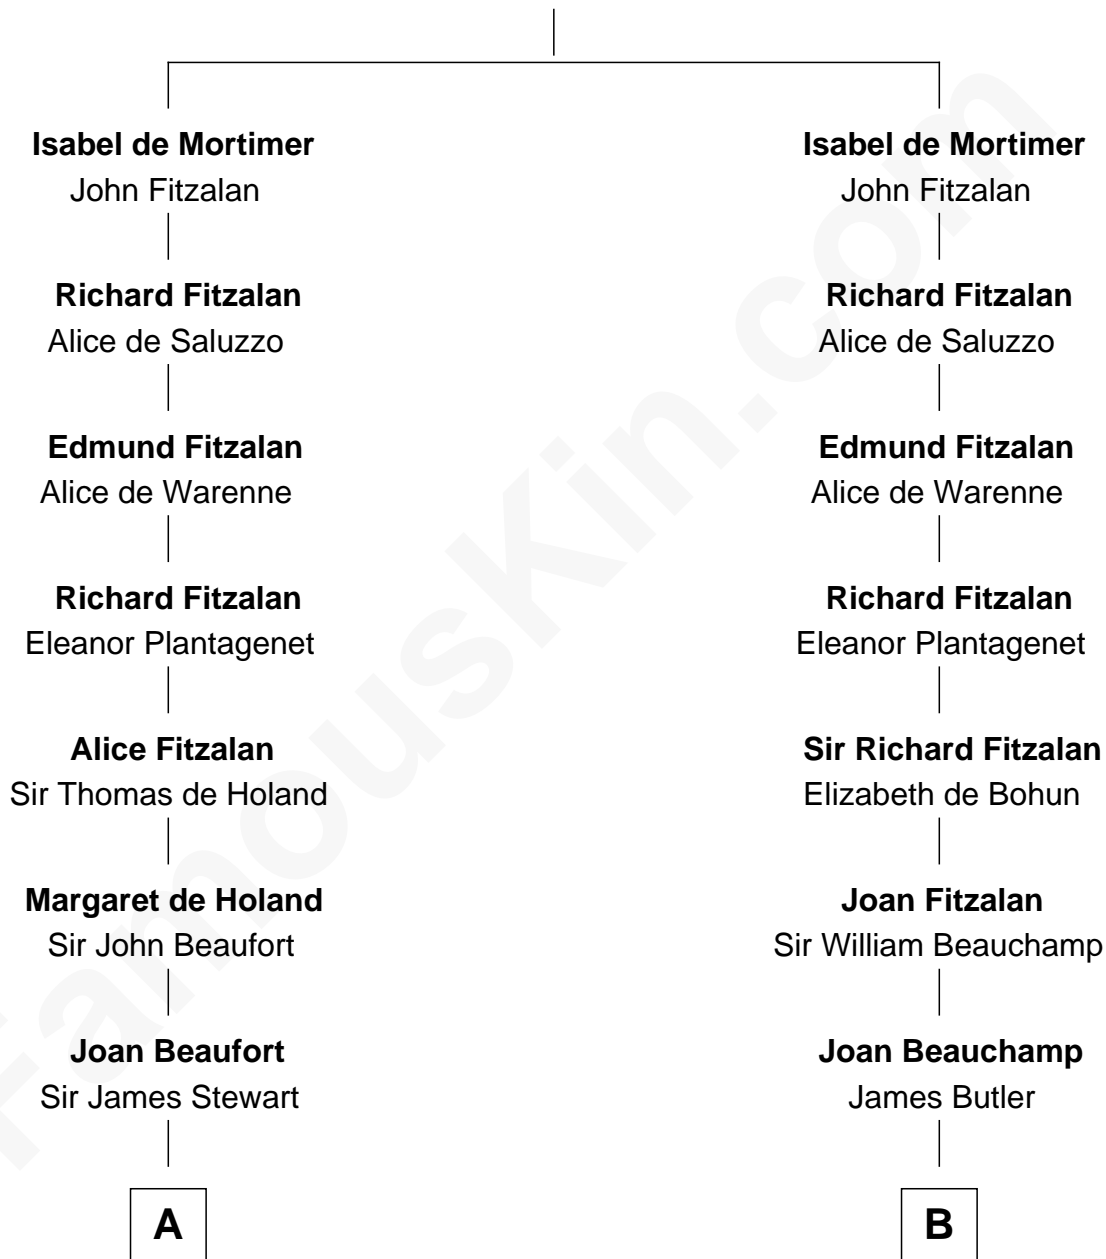 Isabel de Mortimer
John Fitzalan
Richard Fitzalan
Alice de Saluzzo
Edmund Fitzalan
Alice de Warenne
Richard Fitzalan
Eleanor Plantagenet
Alice Fitzalan
Sir Thomas de Holand
Margaret de Holand
Sir John Beaufort
Joan Beaufort
Sir James Stewart
A
Isabel de Mortimer
John Fitzalan
Richard Fitzalan
Alice de Saluzzo
Edmund Fitzalan
Alice de Warenne
Richard Fitzalan
Eleanor Plantagenet
Sir Richard Fitzalan
Elizabeth de Bohun
Joan Fitzalan
Sir William Beauchamp
Joan Beauchamp
James Butler
B
FamousKin.com